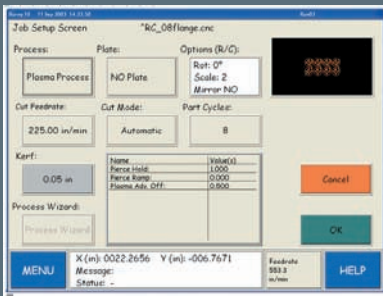 Job Setup Screen "RC_08flange.cnc
Process: Plate: Options (R/C):
Plasma Process NO Plate Rot: 0°
Scale: 2
Mirror NO
Cut Feedrate: Cut Mode: Part Cycles:
225.00 in/min Automatic 8
Kerf:
0.05 in
Name Value(s)
Pierce Hold: 1.000
Pierce Ramp: 0.000
Plasma Adv. Off: 0.500
Cancel
Process Wizard:
Process Wizard
OK
MENU
X (in): 0022.2656 Y (in): -006.7671
Message:
Status: -
Feedrate
553.3
in/min
HELP